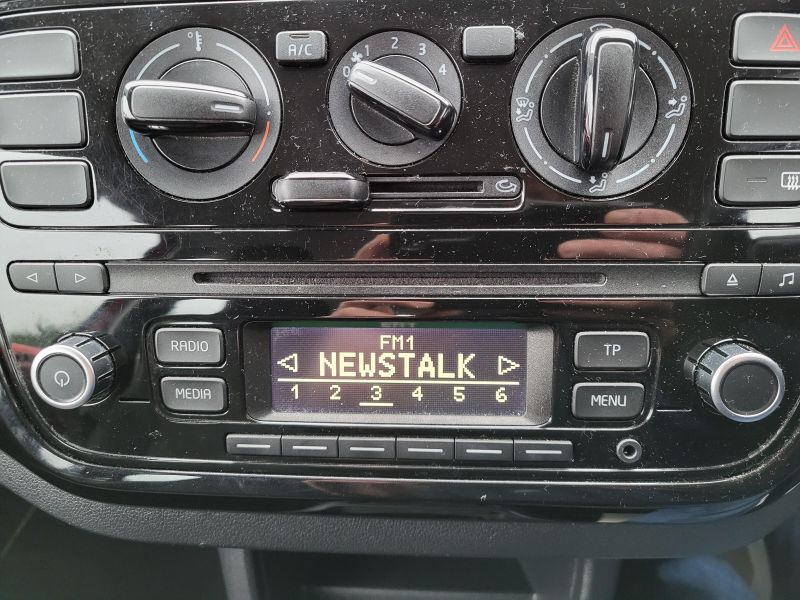 A/C
0 1 2 3 4
RADIO
MEDIA
FM1
NEWSTALK
1 2 3 4 5 6
TP
MENU